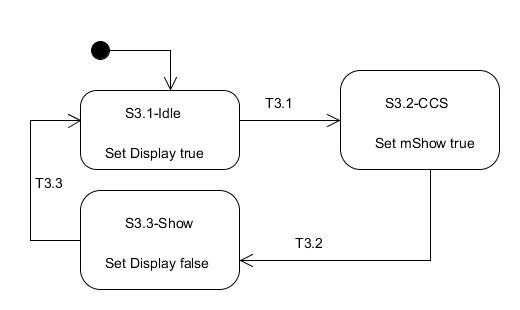 S3.1-Idle
Set Display true
T3.1
S3.2-CCS
Set mShow true
T3.3
S3.3-Show
Set Display false
T3.2